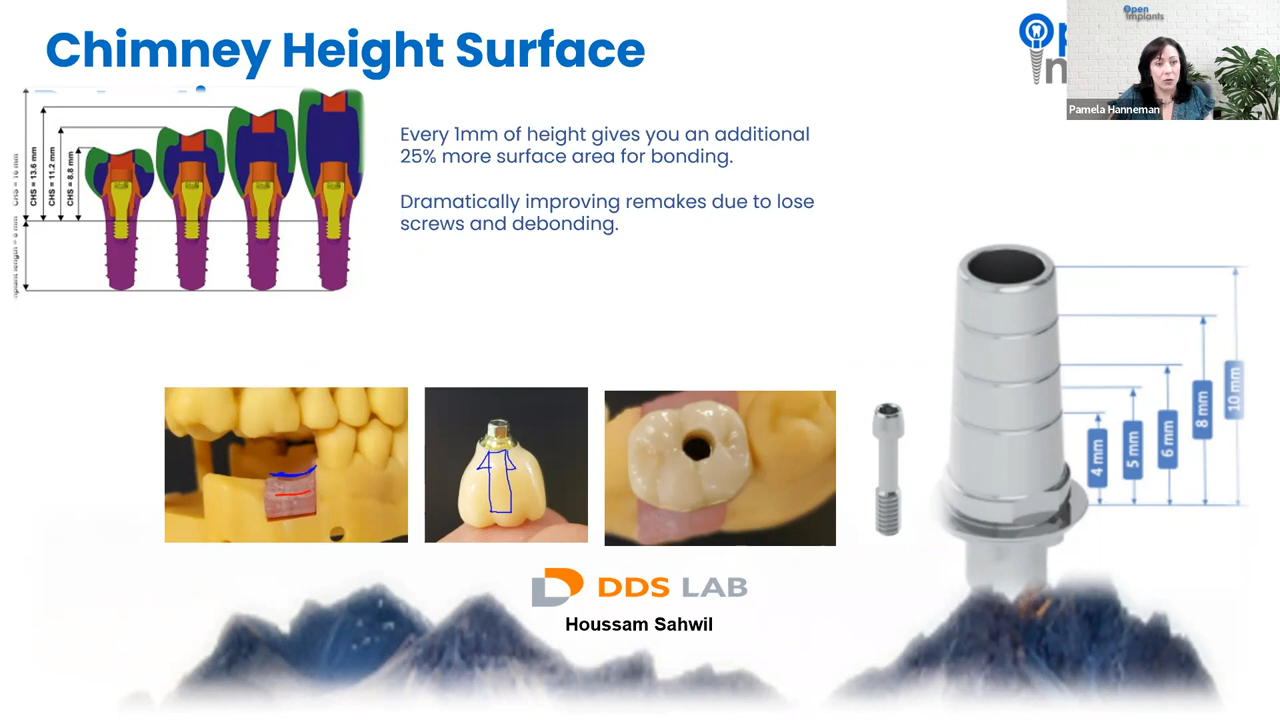 Chimney Height Surface
Open
Implants
Pamela Hanneman
CHS = 13.6 mm
CHS = 11.2 mm
CHS = 8.8 mm
Every 1mm of height gives you an additional
25% more surface area for bonding.
Dramatically improving remakes due to lose
screws and debonding.
4 mm
5 mm
6 mm
8 mm
10 mm
DDS LAB
Houssam Sahwil